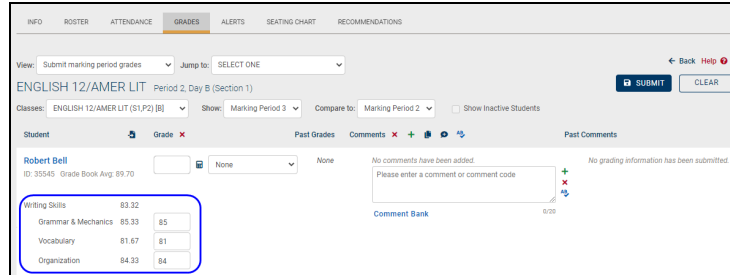 INFO ROSTER ATTENDANCE GRADES ALERTS SEATING CHART RECOMMENDATIONS
View: Submit marking period grades Jump to: SELECT ONE ← Back Help
ENGLISH 12/AMER LIT Period 2, Day B (Section 1) SUBMIT CLEAR
Classes: ENGLISH 12/AMER LIT (S1,P2) [B] Show: Marking Period 3 Compare to: Marking Period 2 Show Inactive Students
Student Grade Past Grades Comments Past Comments
Robert Bell None None No comments have been added. No grading information has been submitted.
ID: 35545 Grade Book Avg: 89.70 Please enter a comment or comment code
Comment Bank 0/20
Writing Skills 83.32
Grammar & Mechanics 85.33 85
Vocabulary 81.67 81
Organization 84.33 84